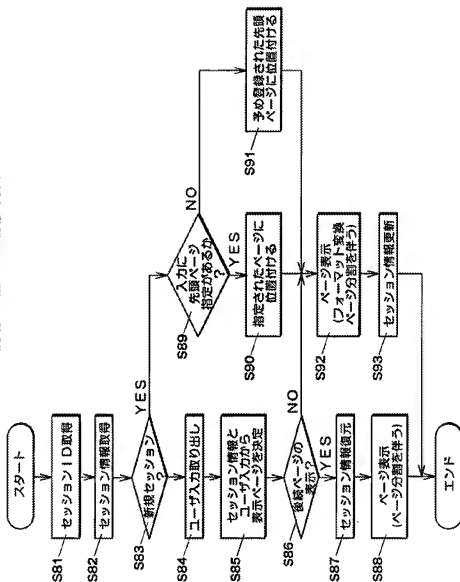 スタート
S81
セッションID取得
S82
セッション情報取得
S83
新規セッション
?
YES
S84
ユーザ入力取り出し
S85
セッション情報と
ユーザ入力から
表示ページを決定
S86
後続ページの
表示?
NO
YES
S87
セッション情報復元
S88
ページ表示
(ページ分割を伴う)
エンド
S89
入力に
先頭ページ
指定があるか
?
NO
YES
S90
指定されたページに
位置付ける
S91
予め登録された先頭
ページに位置付ける
S92
ページ表示
(フォーマット変換
ページ分割を伴う)
S93
セッション情報更新